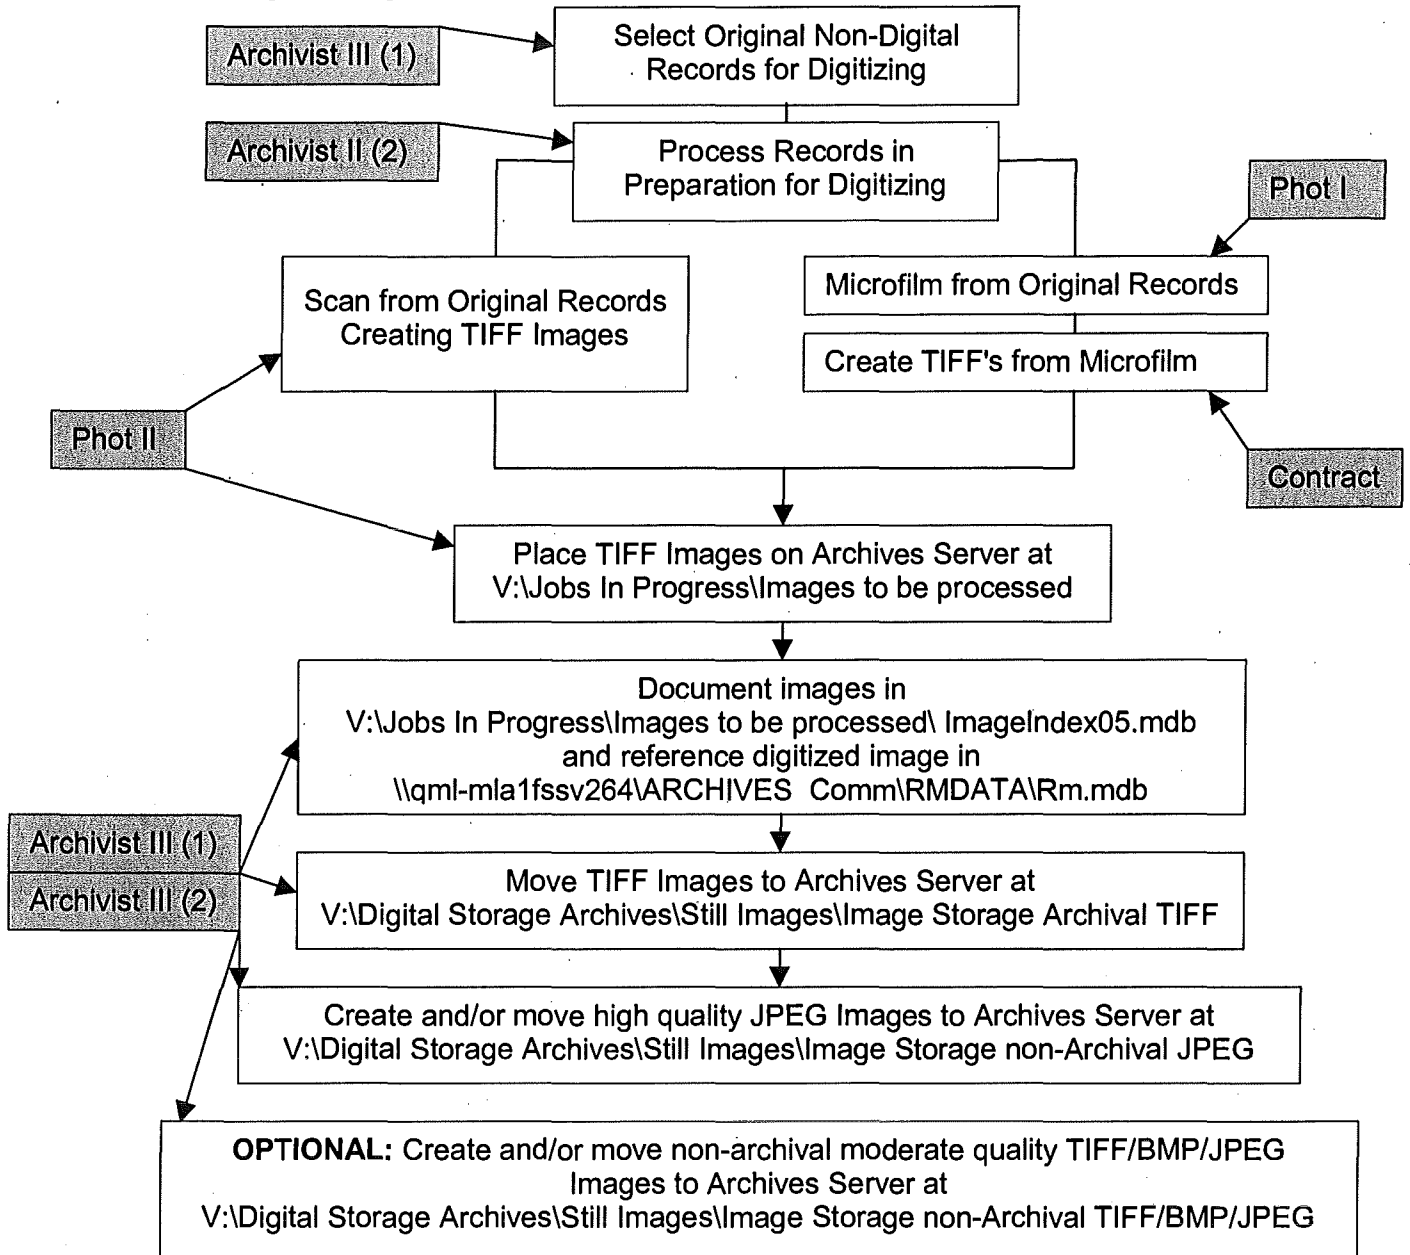 Archivist III (1)
Select Original Non-Digital
Records for Digitizing
Archivist II (2)
Process Records in
Preparation for Digitizing
Phot I
Scan from Original Records
Creating TIFF Images
Microfilm from Original Records
Create TIFF's from Microfilm
Phot II
Contract
Place TIFF Images on Archives Server at
V:\Jobs In Progress\Images to be processed
Document images in
V:\Jobs In Progress\Images to be processed\ ImageIndex05.mdb
and reference digitized image in
\\qml-mla1fssv264\ARCHIVES Comm\RMDATA\Rm.mdb
Archivist III (1)
Archivist III (2)
Move TIFF Images to Archives Server at
V:\Digital Storage Archives\Still Images\Image Storage Archival TIFF
Create and/or move high quality JPEG Images to Archives Server at
V:\Digital Storage Archives\Still Images\Image Storage non-Archival JPEG
OPTIONAL: Create and/or move non-archival moderate quality TIFF/BMP/JPEG
Images to Archives Server at
V:\Digital Storage Archives\Still Images\Image Storage non-Archival TIFF/BMP/JPEG